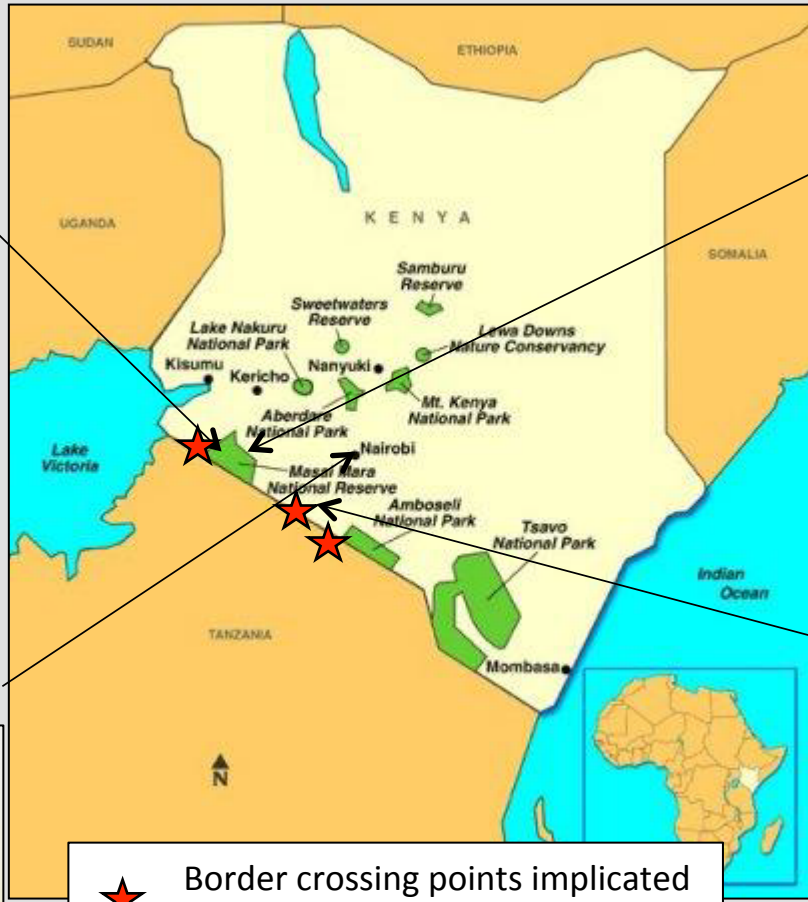 SUDAN
ETHIOPIA
UGANDA
KENYA
SOMALIA
Samburu
Reserve
Sweetwaters
Reserve
Lake Nakuru
National Park
Lewa Downs
Nature Conservancy
Kisumu
Kericho
Nanyuki
Mt. Kenya
National Park
Aberdare
National Park
Lake
Victoria
Nairobi
Masai Mara
National Reserve
Amboseli
National Park
Tsavo
National Park
Indian
Ocean
TANZANIA
Mombasa
N
Border crossing points implicated